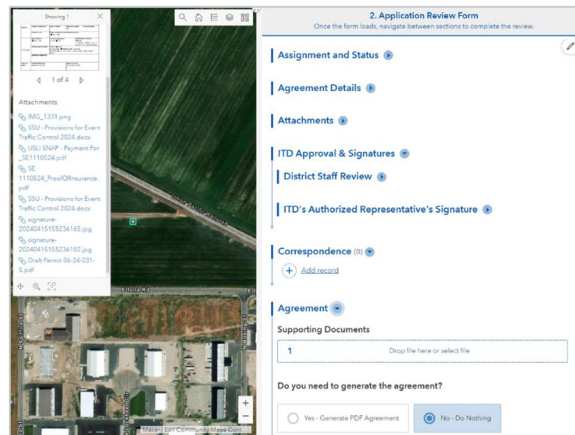 Showing 1
1 of 4
Attachments
IMG_1331.png
SSU - Provisions for Event
Traffic Control 2024.docx
USLI SNAP - Payment For
_SE1110524.pdf
SE
1110524_ProofOfInsurance.
pdf
SSU - Provisions for Event
Traffic Control 2024.docx
signature-
20240415155236165.jpg
signature-
20240415155236182.jpg
Draft Permit 06-24-031-
S.pdf
Maxar | Esri Community Maps Cont
2. Application Review Form
Once the form loads, navigate between sections to complete the review.
Assignment and Status
Agreement Details
Attachments
ITD Approval & Signatures
District Staff Review
ITD's Authorized Representative's Signature
Correspondence (0)
Add record
Agreement
Supporting Documents
1
Drop file here or select file
Do you need to generate the agreement?
Yes - Generate PDF Agreement
No - Do Nothing